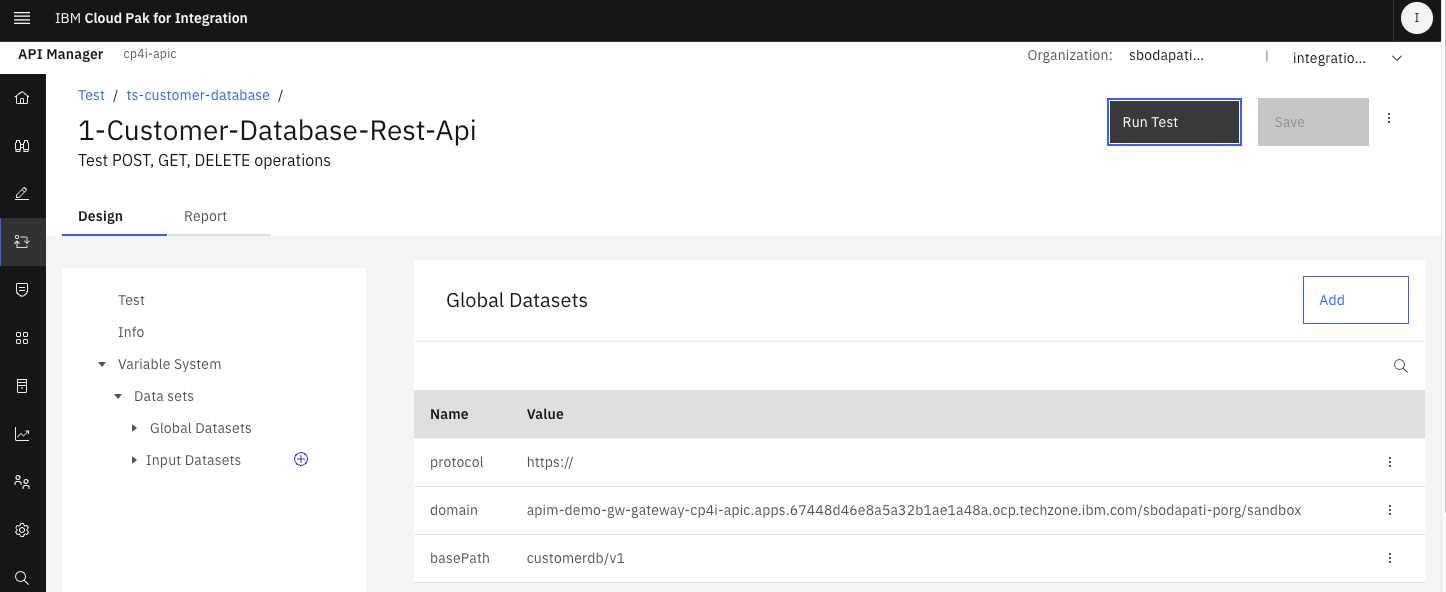 IBM Cloud Pak for Integration
I
API Manager cp4i-apic Organization: sbodapati... | integratio...
Test / ts-customer-database /
1-Customer-Database-Rest-Api
Test POST, GET, DELETE operations
Run Test
Save
Design Report
Test
Info
Variable System
Data sets
Global Datasets
Input Datasets
Global Datasets
Add
Name Value
protocol https://
domain apim-demo-gw-gateway-cp4i-apic.apps.67448d46e8a5a32b1ae1a48a.ocp.techzone.ibm.com/sbodapati-porg/sandbox
basePath customerdb/v1